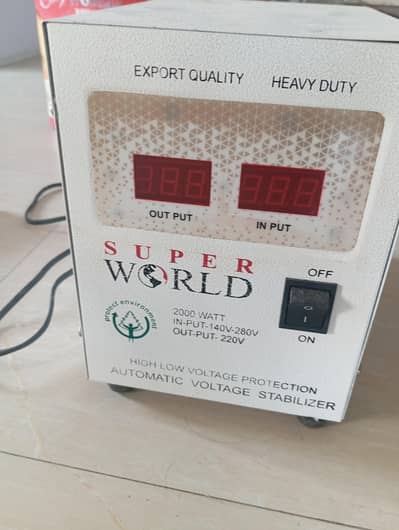 EXPORT QUALITY HEAVY DUTY
OUT PUT IN PUT
SUPER
WORLD
OFF
ON
protect environment
2000 WATT
IN-PUT-140V-280V
OUT-PUT- 220V
HIGH LOW VOLTAGE PROTECTION
AUTOMATIC VOLTAGE STABILIZER